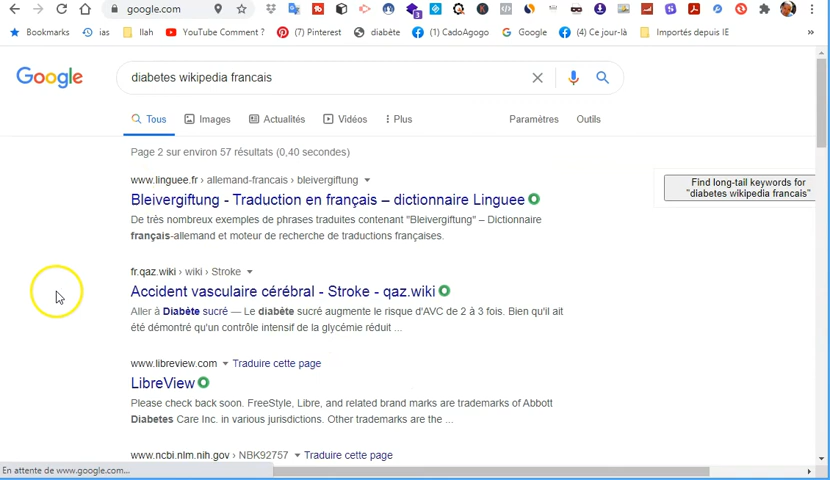 google.com
Bookmarks ias llah YouTube Comment ? (7) Pinterest diabéte (1) CadoAgogo Google (4) Ce jour-là Importés depuis IE »
Google
diabetes wikipedia francais
Tous Images Actualités Vidéos Plus Paramètres Outils
Page 2 sur environ 57 résultats (0,40 secondes)
www.linguee.fr › allemand-francais › bleivergiftung
Find long-tail keywords for
"diabetes wikipedia francais"
Bleivergiftung - Traduction en français – dictionnaire Linguee
De très nombreux exemples de phrases traduites contenant "Bleivergiftung" – Dictionnaire
français-allemand et moteur de recherche de traductions françaises.
fr.qaz.wiki › wiki › Stroke
Accident vasculaire cérébral - Stroke - qaz.wiki
Aller à Diabète sucré — Le diabète sucré augmente le risque d'AVC de 2 à 3 fois. Bien qu'il ait
été démontré qu'un contrôle intensif de la glycémie réduit ...
www.libreview.com Traduire cette page
LibreView
Please check back soon. FreeStyle, Libre, and related brand marks are trademarks of Abbott
Diabetes Care Inc. in various jurisdictions. Other trademarks are the ...
www.ncbi.nlm.nih.gov › NBK92757 Traduire cette page
En attente de www.google.com...